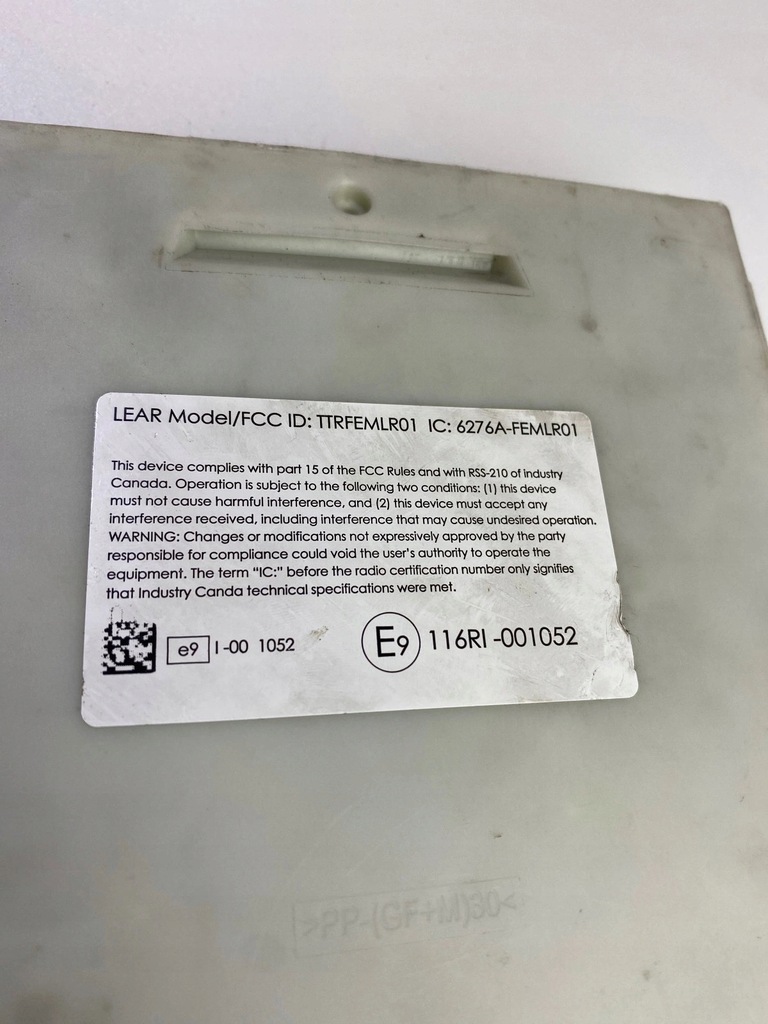 LEAR Model/FCC ID: TTRFEMLR01 IC: 6276A-FEMLR01
This device complies with part 15 of the FCC Rules and with RSS-210 of Industry
Canada. Operation is subject to the following two conditions: (1) this device
must not cause harmful interference, and (2) this device must accept any
interference received, including interference that may cause undesired operation.
WARNING: Changes or modifications not expressively approved by the party
responsible for compliance could void the user's authority to operate the
equipment. The term "IC:" before the radio certification number only signifies
that Industry Canda technical specifications were met.
e9 I-00 1052 E9 116RI -001052
>PP-(GF+M)30<